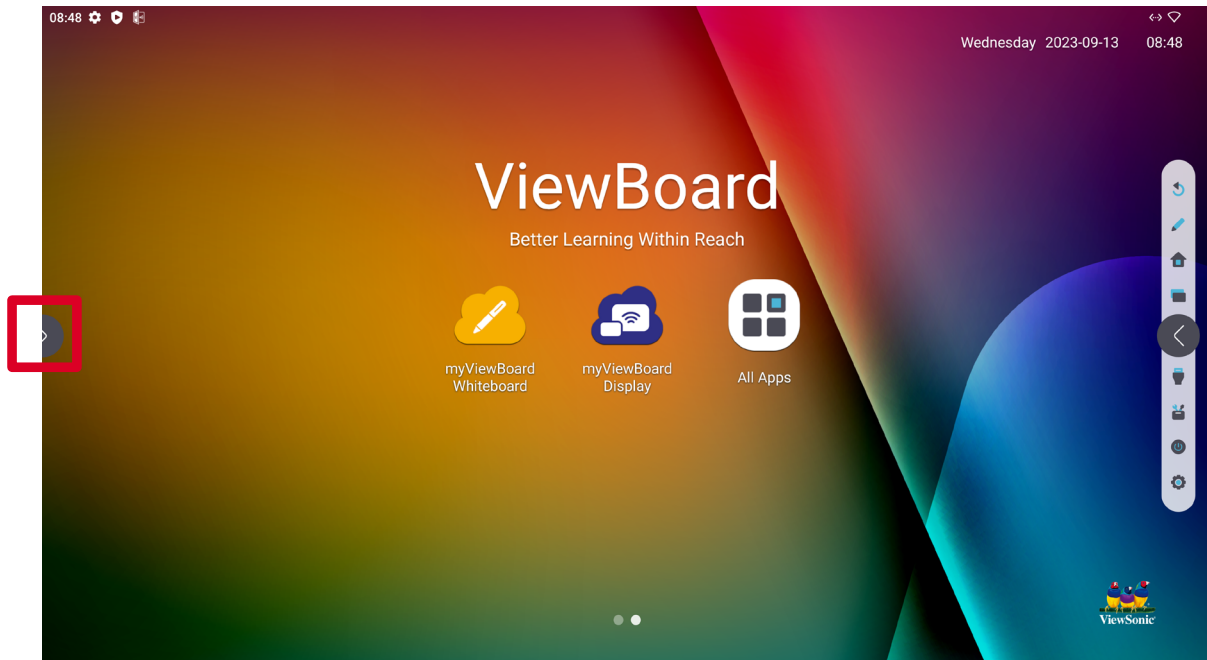 08:48
Wednesday 2023-09-13 08:48
ViewBoard
Better Learning Within Reach
myViewBoard
Whiteboard
myViewBoard
Display
All Apps
ViewSonic